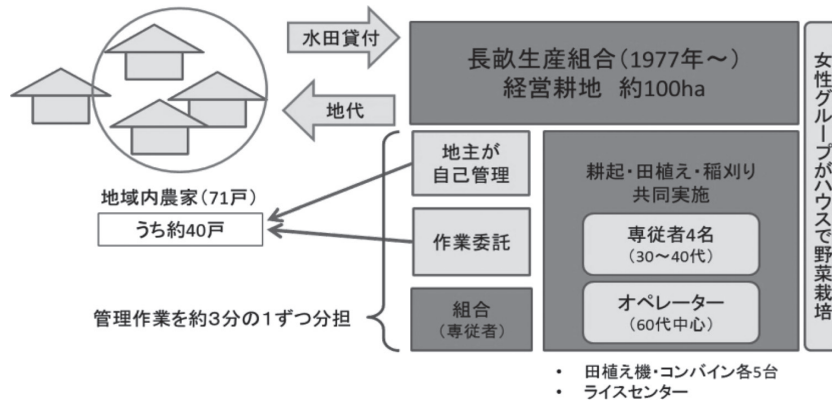 水田貸付
地代
長畝生産組合（1977年～）
経営耕地　約100ha
地域内農家（71戸）
うち約40戸
管理作業を約3分の1ずつ分担
地主が
自己管理
作業委託
組合
（専従者）
耕起・田植え・稲刈り
共同実施
専従者4名
（30～40代）
オペレーター
（60代中心）
女性グループがハウスで野菜栽培
• 田植え機・コンバイン各5台
• ライスセンター